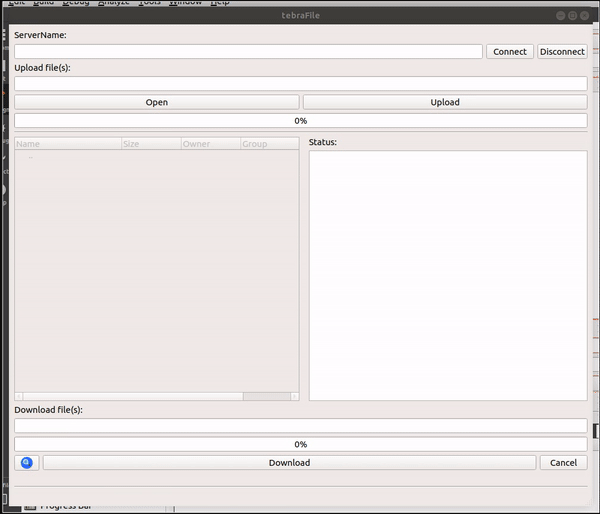 Edit Build Debug Analyze Tools Window Help
tebraFile
ServerName:
Connect Disconnect
Upload file(s):
Open Upload
0%
Name Size Owner Group
..
Status:
Download file(s):
0%
Download Cancel
Progress Bar